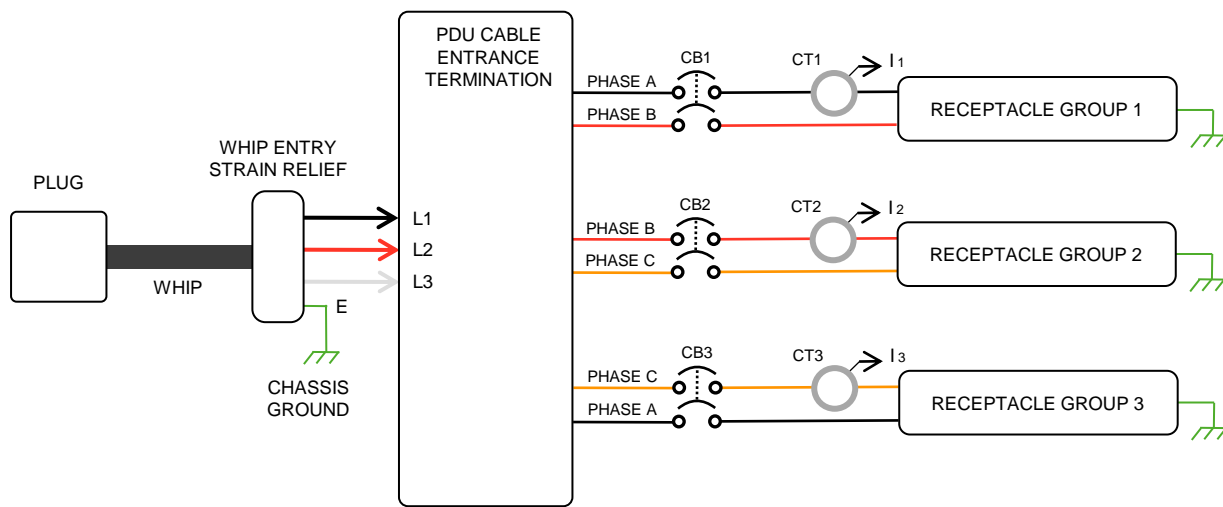 PLUG
WHIP
WHIP ENTRY
STRAIN RELIEF
E
CHASSIS
GROUND
L1
L2
L3
PDU CABLE
ENTRANCE
TERMINATION
PHASE A
PHASE B
CB1
CT1
I1
RECEPTACLE GROUP 1
PHASE B
PHASE C
CB2
CT2
I2
RECEPTACLE GROUP 2
PHASE C
PHASE A
CB3
CT3
I3
RECEPTACLE GROUP 3